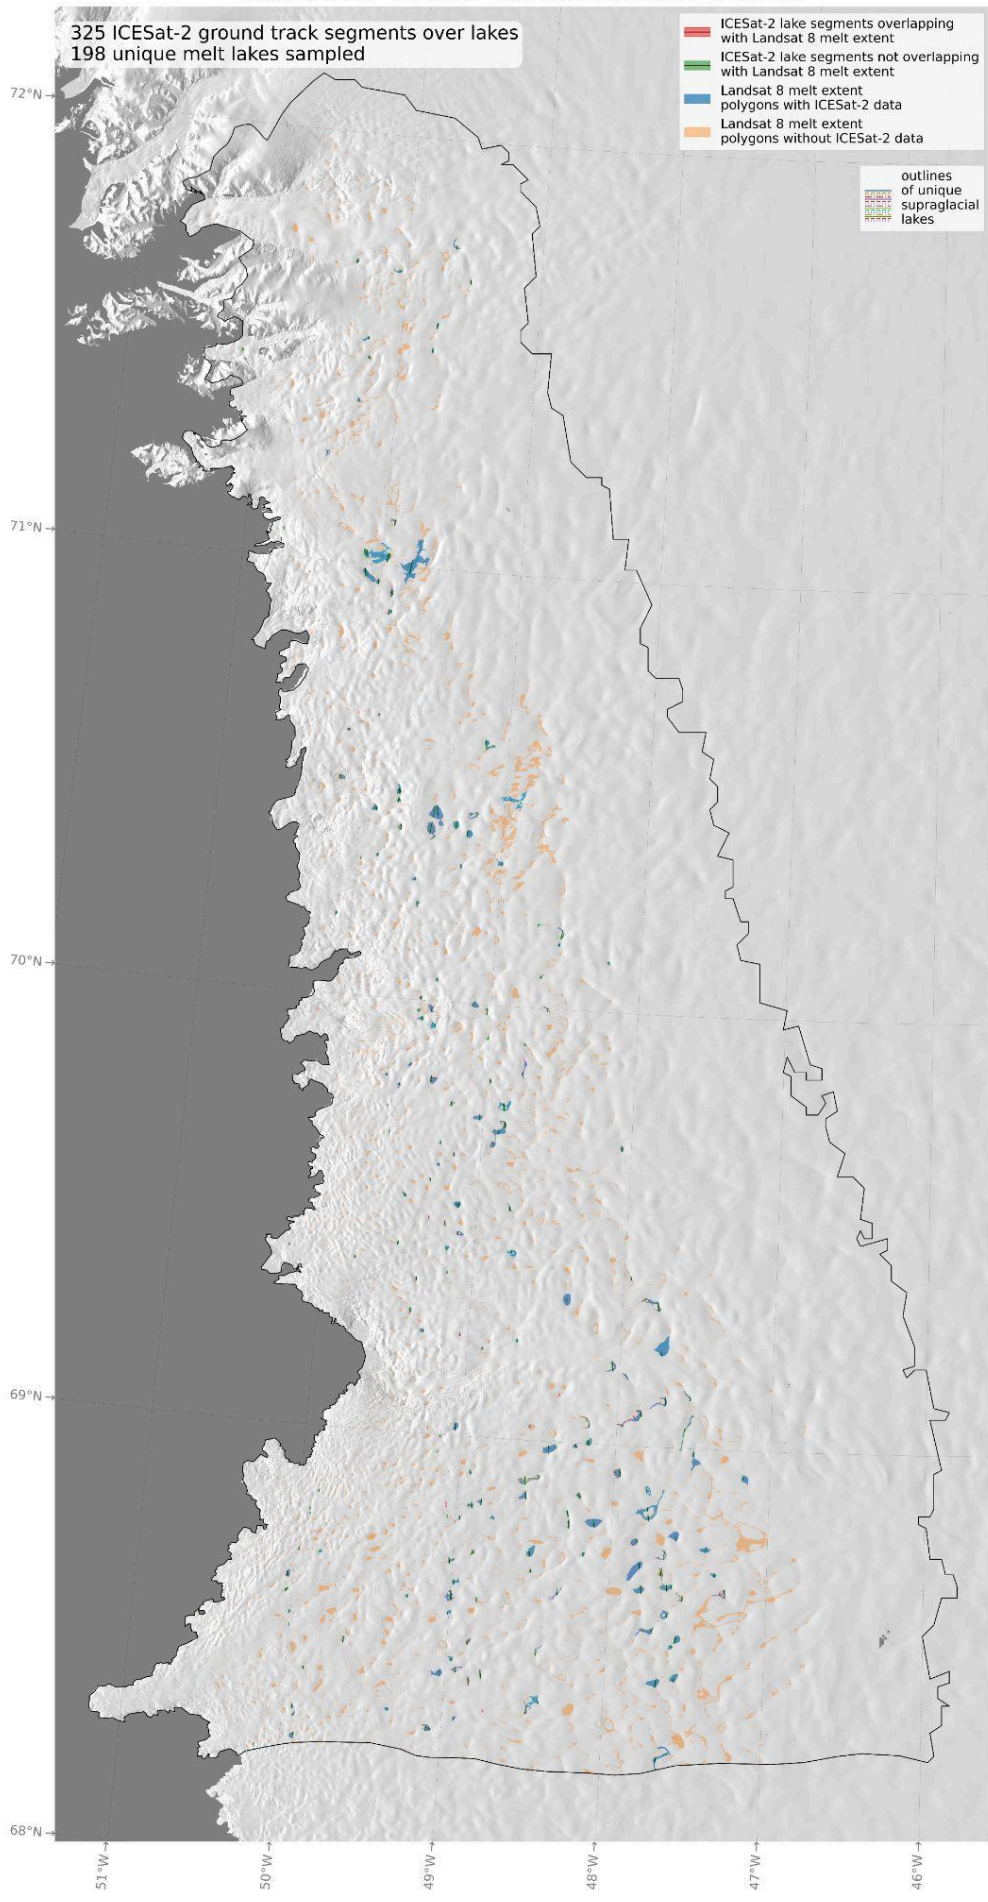 325 ICESat-2 ground track segments over lakes
198 unique melt lakes sampled
ICESat-2 lake segments overlapping
with Landsat 8 melt extent
ICESat-2 lake segments not overlapping
with Landsat 8 melt extent
Landsat 8 melt extent
polygons with ICESat-2 data
Landsat 8 melt extent
polygons without ICESat-2 data
outlines
of unique
supraglacial
lakes
72°N→
71°N→
70°N→
69°N→
68°N→
51°W→
50°W→
49°W→
48°W→
47°W→
46°W→